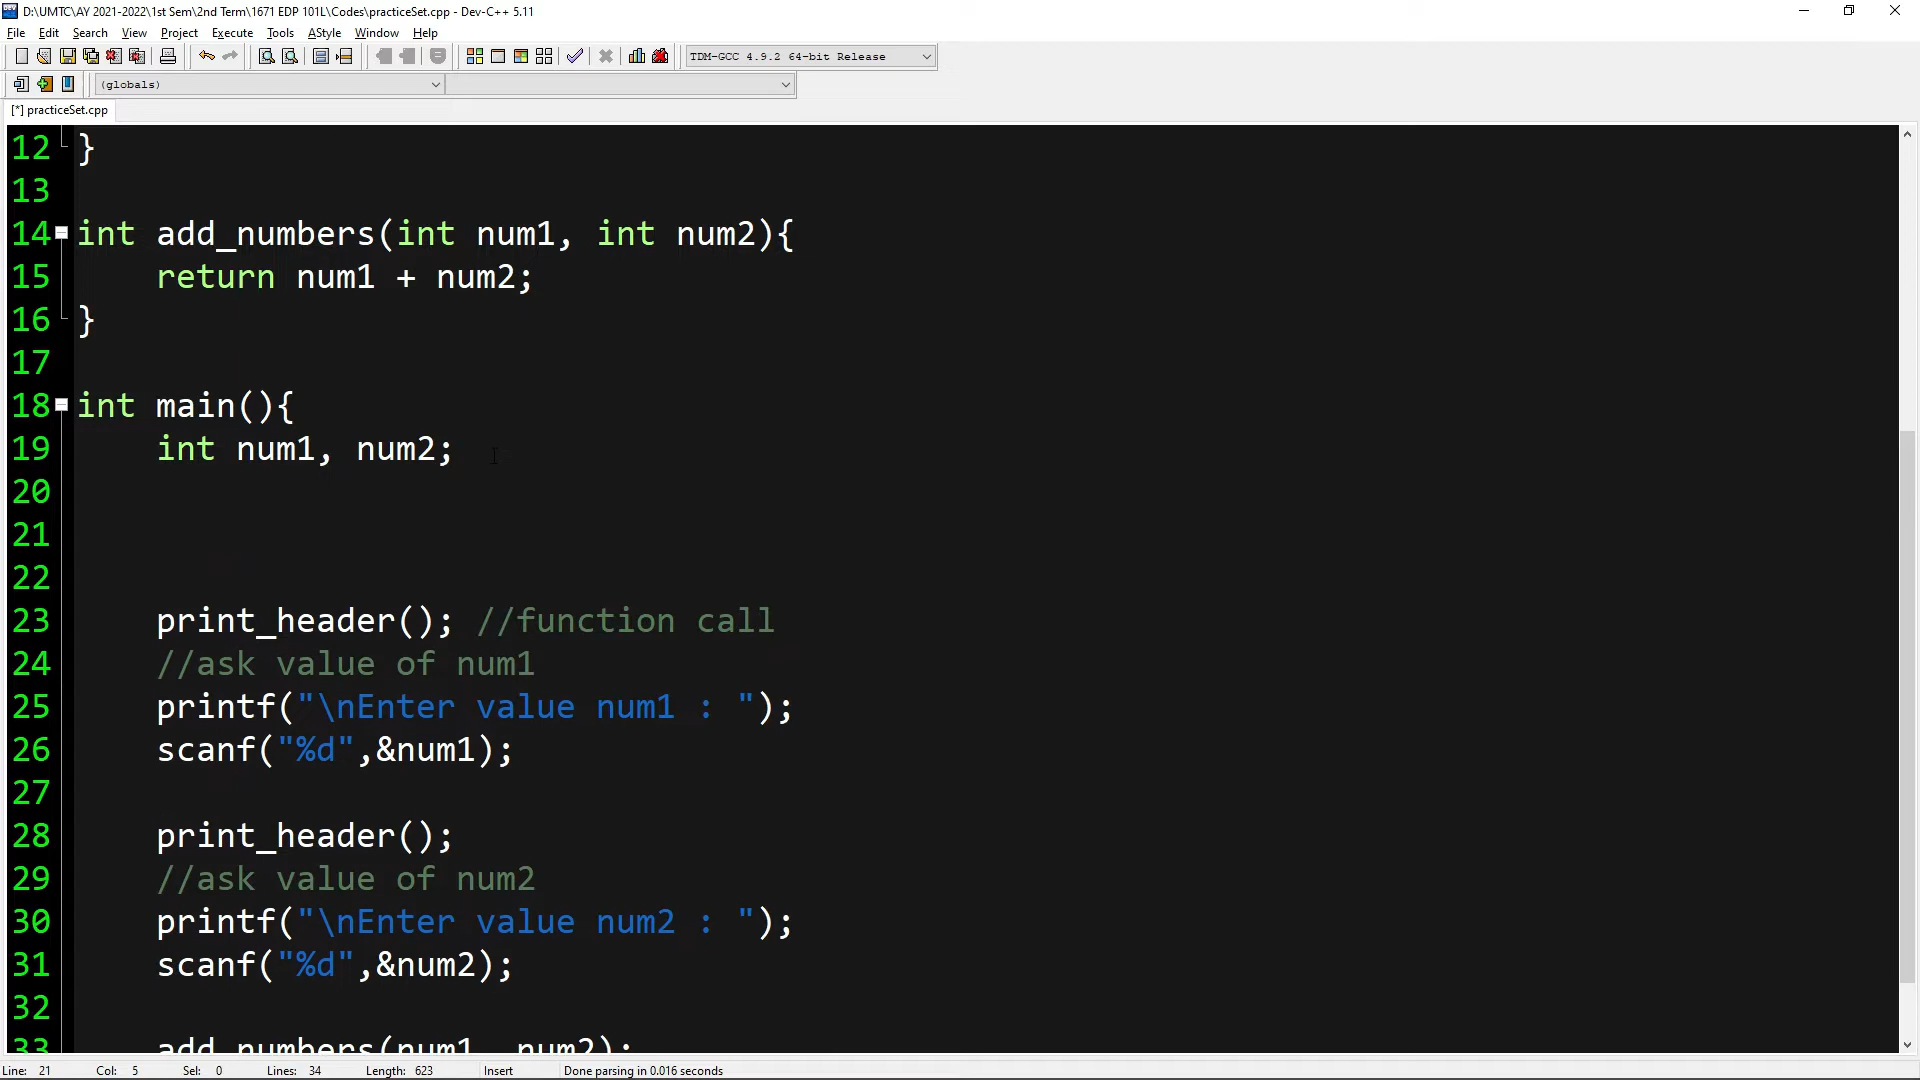 D:\UMTC\AY 2021-2022\1st Sem\2nd Term\1671 EDP 101L\Codes\practiceSet.cpp - Dev-C++ 5.11
File Edit Search View Project Execute Tools AStyle Window Help
TDM-GCC 4.9.2 64-bit Release
(globals)
[*] practiceSet.cpp
12 }
13
14 int add_numbers(int num1, int num2){
15 return num1 + num2;
16 }
17
18 int main(){
19 int num1, num2;
20
21
22
23 print_header(); //function call
24 //ask value of num1
25 printf("\nEnter value num1 : ");
26 scanf("%d",&num1);
27
28 print_header();
29 //ask value of num2
30 printf("\nEnter value num2 : ");
31 scanf("%d",&num2);
32
33 add_numbers(num1, num2);
Line: 21 Col: 5 Sel: 0 Lines: 34 Length: 623 Insert Done parsing in 0.016 seconds